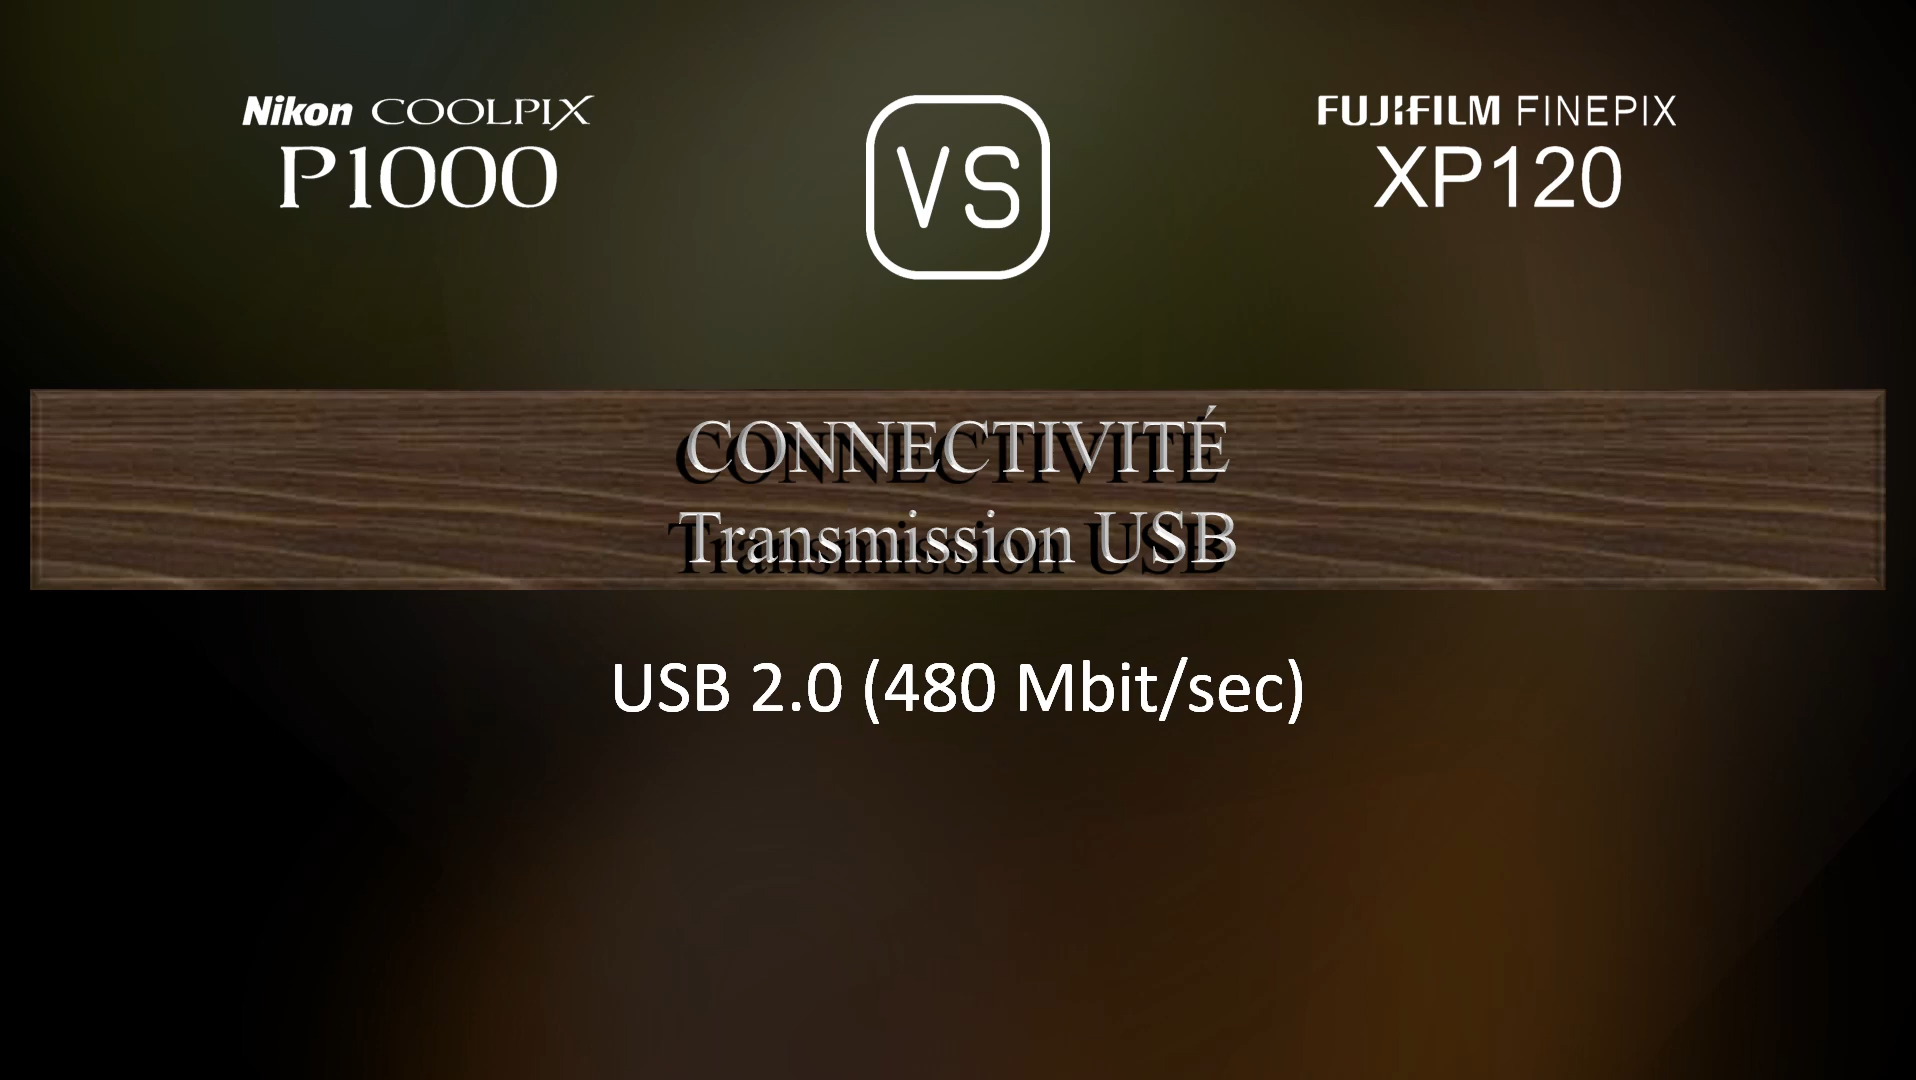 Nikon COOLPIX
P1000
VS
FUJIFILM FINEPIX
XP120
CONNECTIVITÉ
Transmission USB
USB 2.0 (480 Mbit/sec)